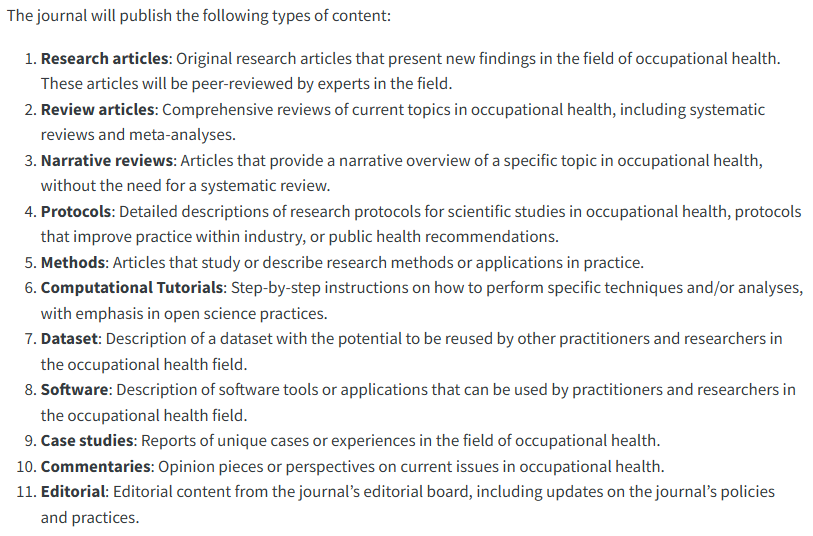 The journal will publish the following types of content:
1. Research articles: Original research articles that present new findings in the field of occupational health.
These articles will be peer-reviewed by experts in the field.
2. Review articles: Comprehensive reviews of current topics in occupational health, including systematic
reviews and meta-analyses.
3. Narrative reviews: Articles that provide a narrative overview of a specific topic in occupational health,
without the need for a systematic review.
4. Protocols: Detailed descriptions of research protocols for scientific studies in occupational health, protocols
that improve practice within industry, or public health recommendations.
5. Methods: Articles that study or describe research methods or applications in practice.
6. Computational Tutorials: Step-by-step instructions on how to perform specific techniques and/or analyses,
with emphasis in open science practices.
7. Dataset: Description of a dataset with the potential to be reused by other practitioners and researchers in
the occupational health field.
8. Software: Description of software tools or applications that can be used by practitioners and researchers in
the occupational health field.
9. Case studies: Reports of unique cases or experiences in the field of occupational health.
10. Commentaries: Opinion pieces or perspectives on current issues in occupational health.
11. Editorial: Editorial content from the journal’s editorial board, including updates on the journal’s policies
and practices.